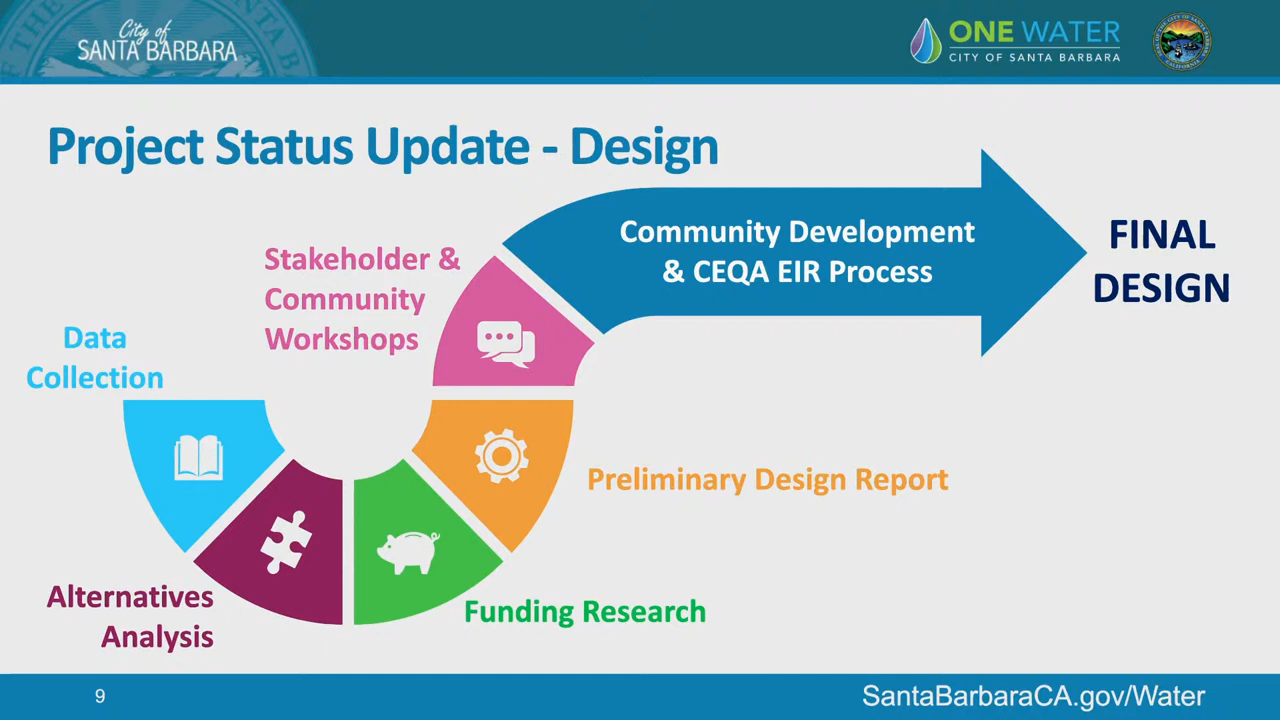 City of
SANTA BARBARA
ONE WATER
CITY OF SANTA BARBARA
Project Status Update - Design
Community Development
& CEQA EIR Process
FINAL
DESIGN
Stakeholder &
Community
Workshops
Data
Collection
Preliminary Design Report
Alternatives
Analysis
Funding Research
9
SantaBarbaraCA.gov/Water